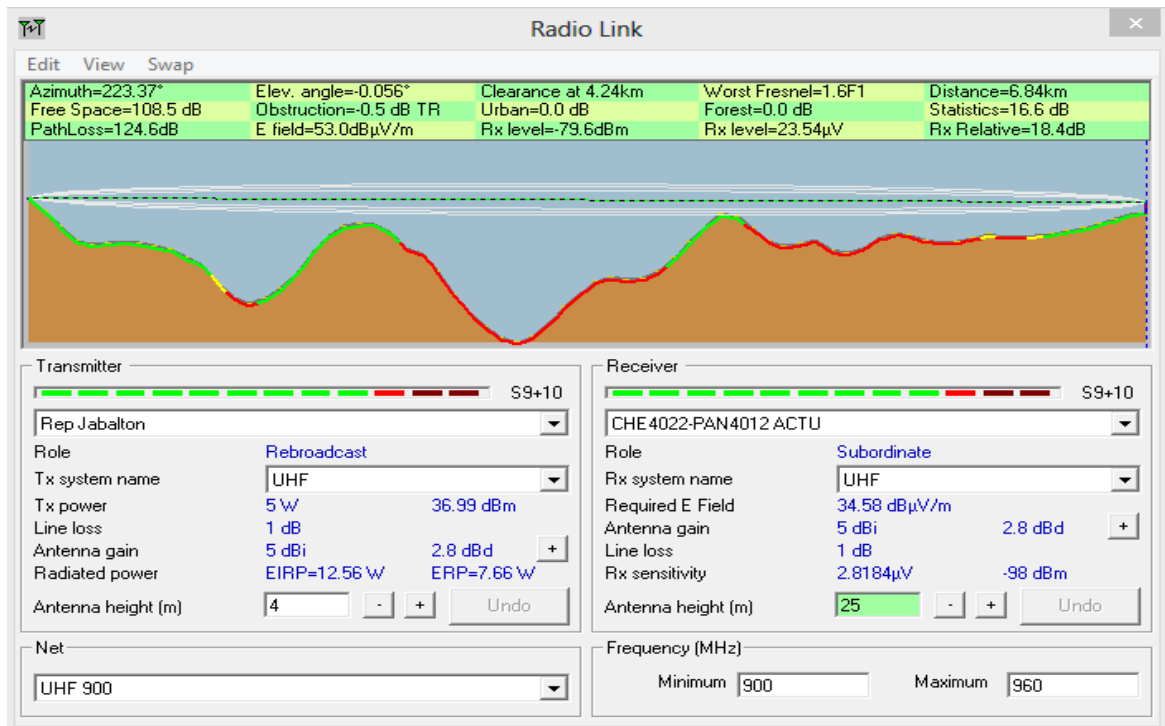 Radio Link
Edit View Swap
Azimuth=223.37° Elev. angle=-0.056° Clearance at 4.24km Worst Fresnel=1.6F1 Distance=6.84km
Free Space=108.5 dB Obstruction=-0.5 dB TR Urban=0.0 dB Forest=0.0 dB Statistics=16.6 dB
PathLoss=124.6dB E field=53.0dBµV/m Rx level=-79.6dBm Rx level=23.54µV Rx Relative=18.4dB
Transmitter
S9+10
Rep Jabalton
Role Rebroadcast
Tx system name UHF
Tx power 5 W 36.99 dBm
Line loss 1 dB
Antenna gain 5 dBi 2.8 dBd +
Radiated power EIRP=12.56 W ERP=7.66 W
Antenna height (m) 4 - + Undo
Net
UHF 900
Receiver
S9+10
CHE4022-PAN4012 ACTU
Role Subordinate
Rx system name UHF
Required E Field 34.58 dBµV/m
Antenna gain 5 dBi 2.8 dBd +
Line loss 1 dB
Rx sensitivity 2.8184µV -98 dBm
Antenna height (m) 25 - + Undo
Frequency (MHz)
Minimum 900 Maximum 960